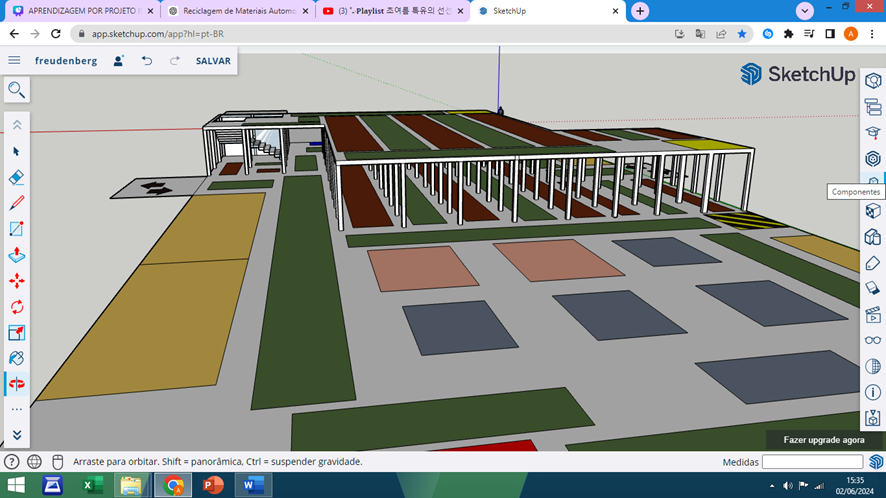 APRENDIZAGEM POR PROJETO
Reciclagem de Materiais Automo
(3) °₊·Playlist 초여름 특유의
SketchUp
app.sketchup.com/app?hl=pt-BR
A
freudenberg
SALVAR
SketchUp
Componentes
Fazer upgrade agora
Arraste para orbitar. Shift = panorâmica, Ctrl = suspender gravidade.
Medidas
15:35
02/06/2024